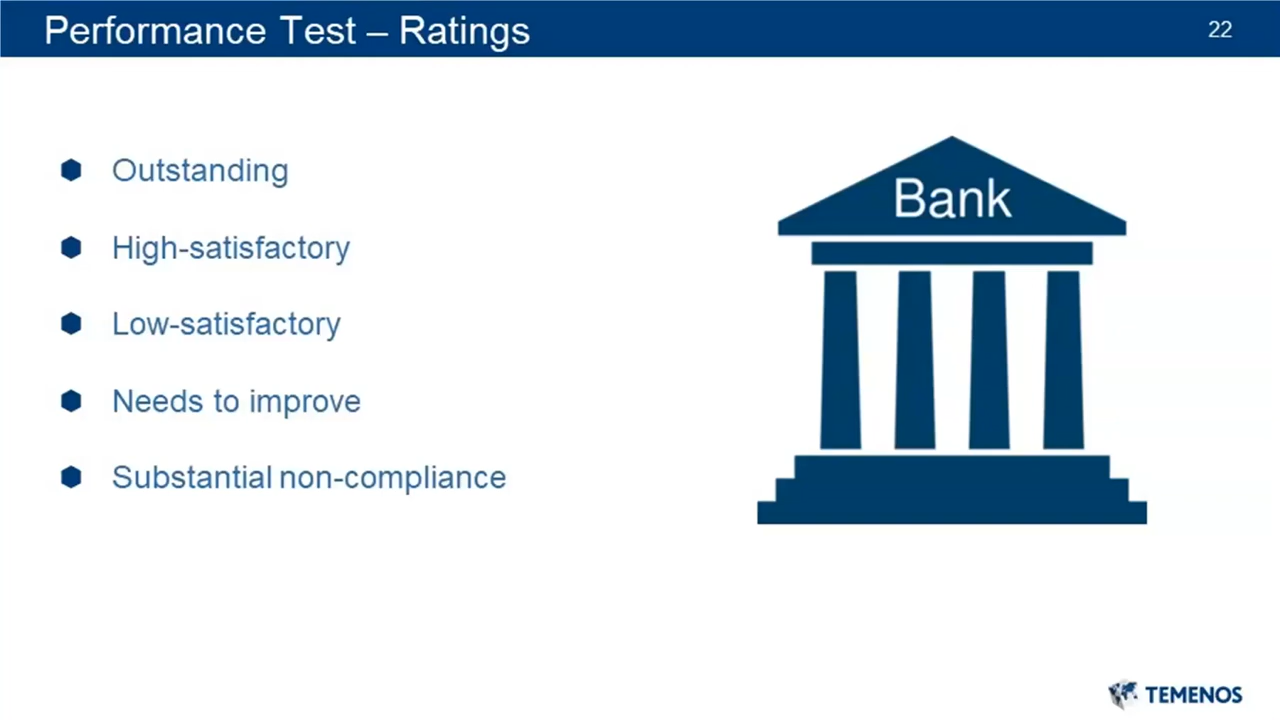 Performance Test – Ratings
22
Outstanding
High-satisfactory
Low-satisfactory
Needs to improve
Substantial non-compliance
Bank
TEMENOS